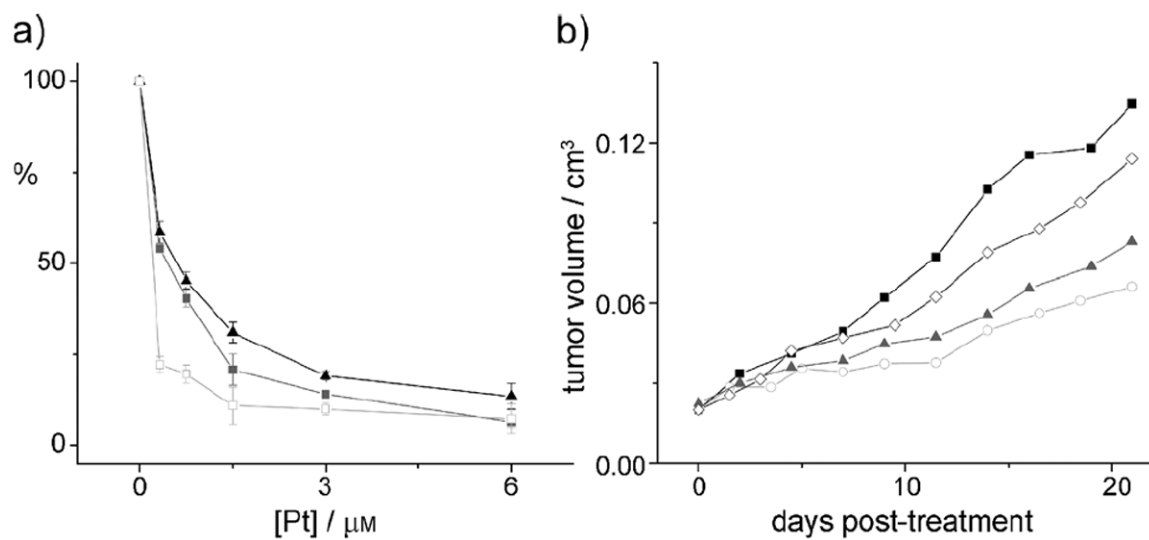 a)
100
%
50
0
0
3
6
[Pt] / μM
b)
0.12
0.06
0.00
tumor volume / cm³
0
10
20
days post-treatment